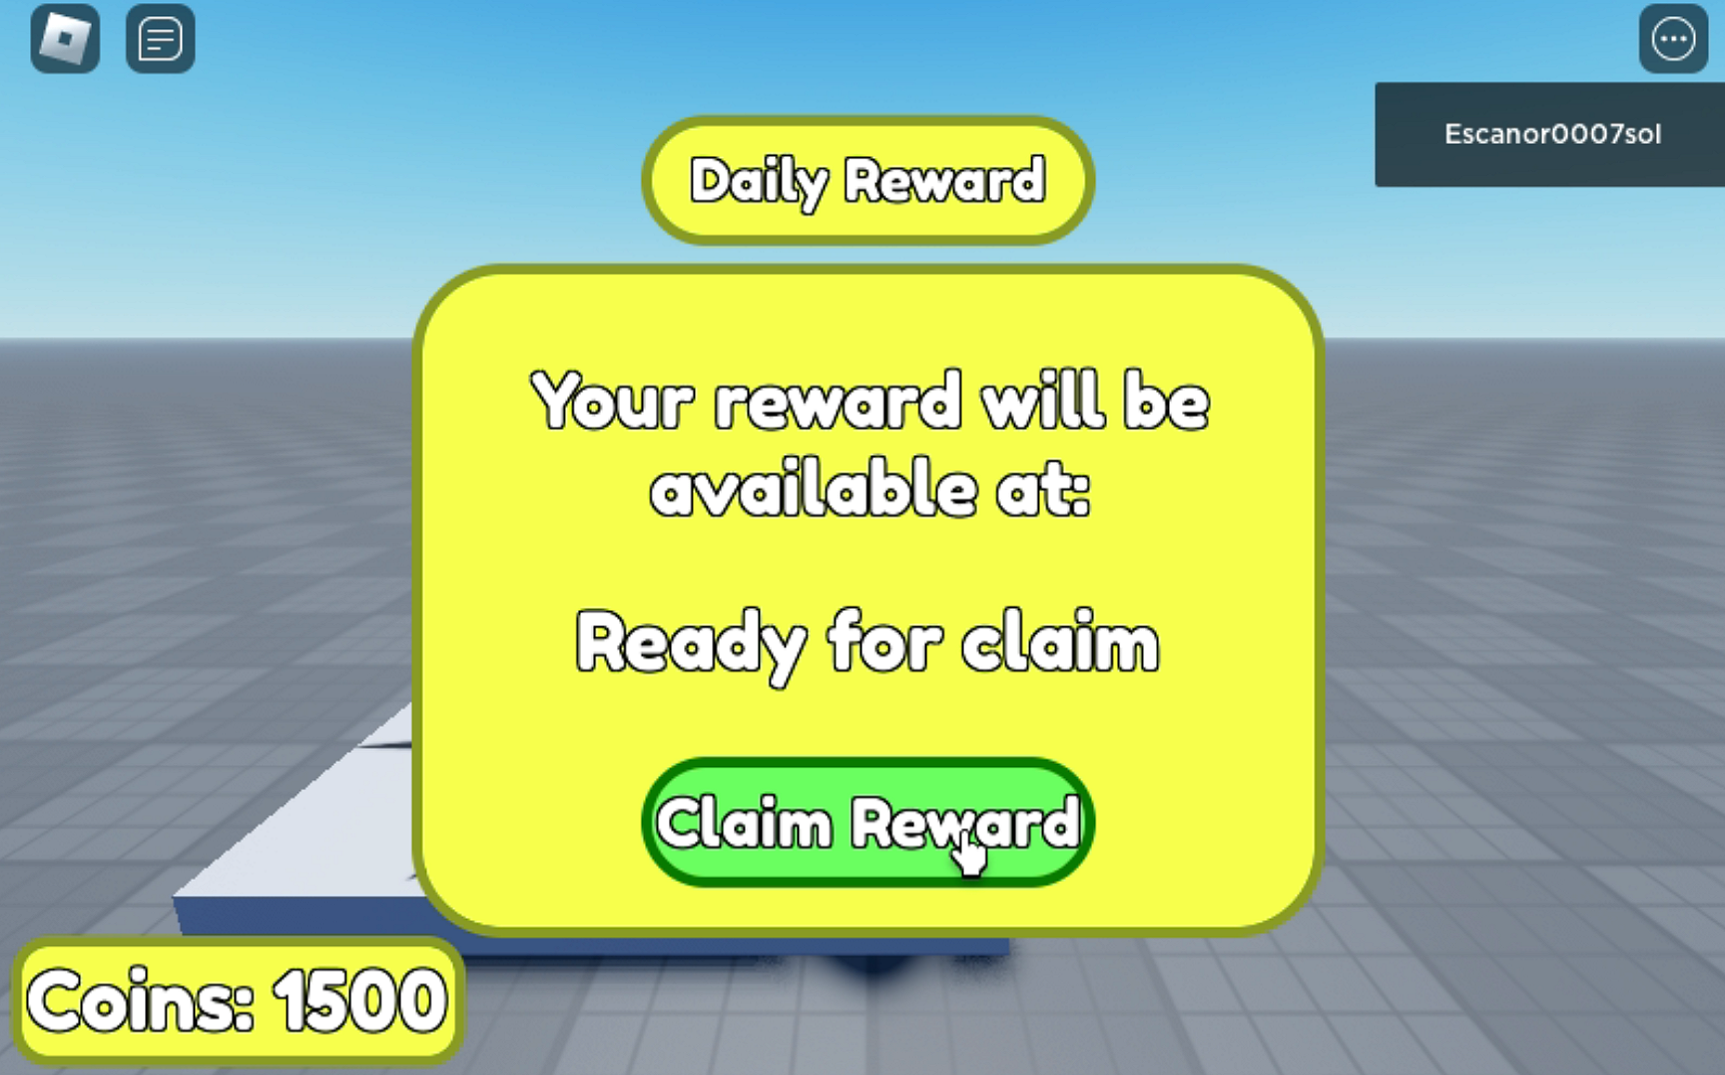 Escanor0007sol
Daily Reward
Your reward will be
available at:
Ready for claim
Claim Reward
Coins: 1500